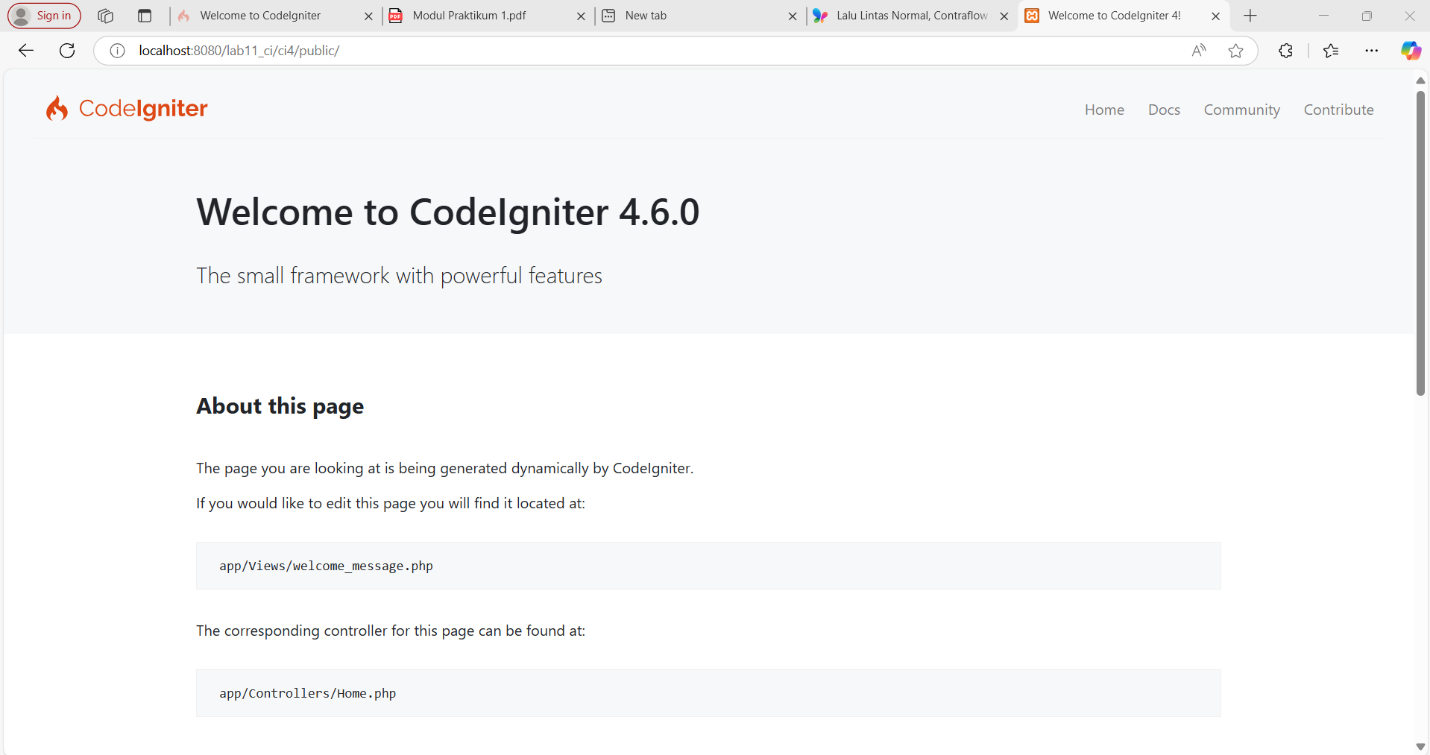 Sign in
Welcome to CodeIgniter
Modul Praktikum 1.pdf
New tab
Lalu Lintas Normal, Contraflow
Welcome to CodeIgniter 4!
localhost:8080/lab11_ci/ci4/public/
CodeIgniter
Home Docs Community Contribute
Welcome to CodeIgniter 4.6.0
The small framework with powerful features
About this page
The page you are looking at is being generated dynamically by CodeIgniter.
If you would like to edit this page you will find it located at:
app/Views/welcome_message.php
The corresponding controller for this page can be found at:
app/Controllers/Home.php